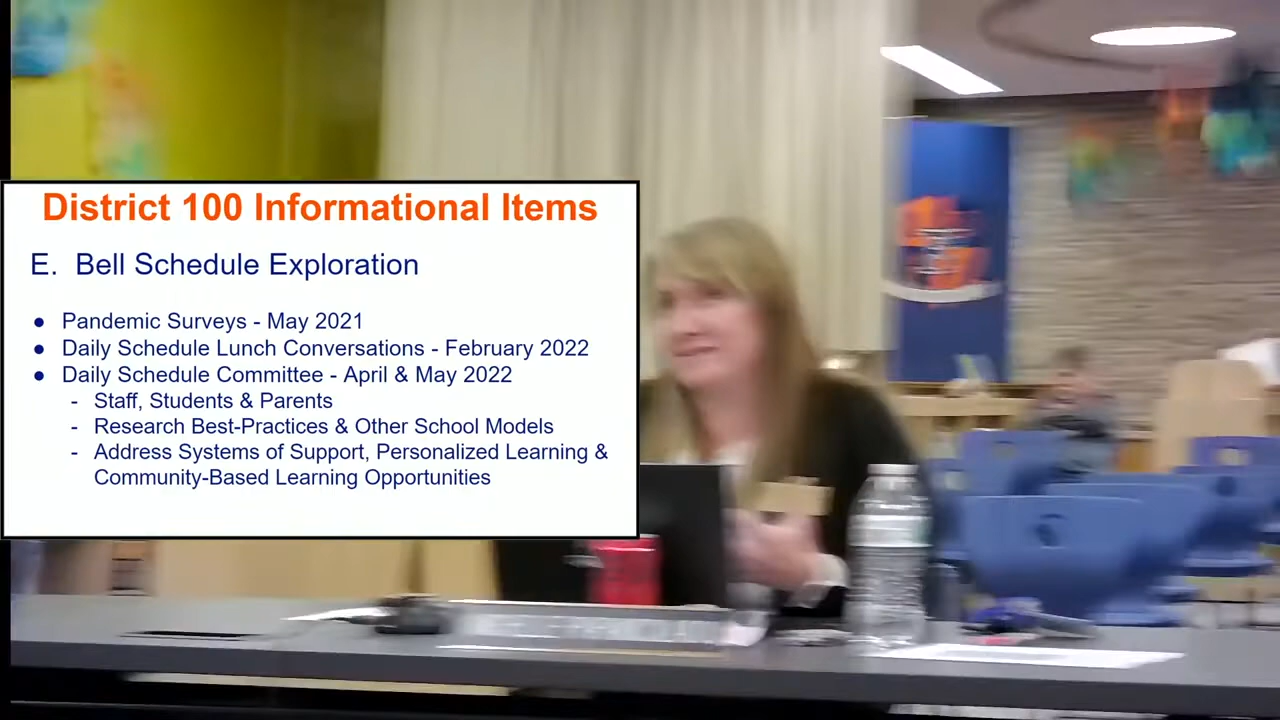 District 100 Informational Items
E. Bell Schedule Exploration
● Pandemic Surveys - May 2021
● Daily Schedule Lunch Conversations - February 2022
● Daily Schedule Committee - April & May 2022
- Staff, Students & Parents
- Research Best-Practices & Other School Models
- Address Systems of Support, Personalized Learning &
Community-Based Learning Opportunities